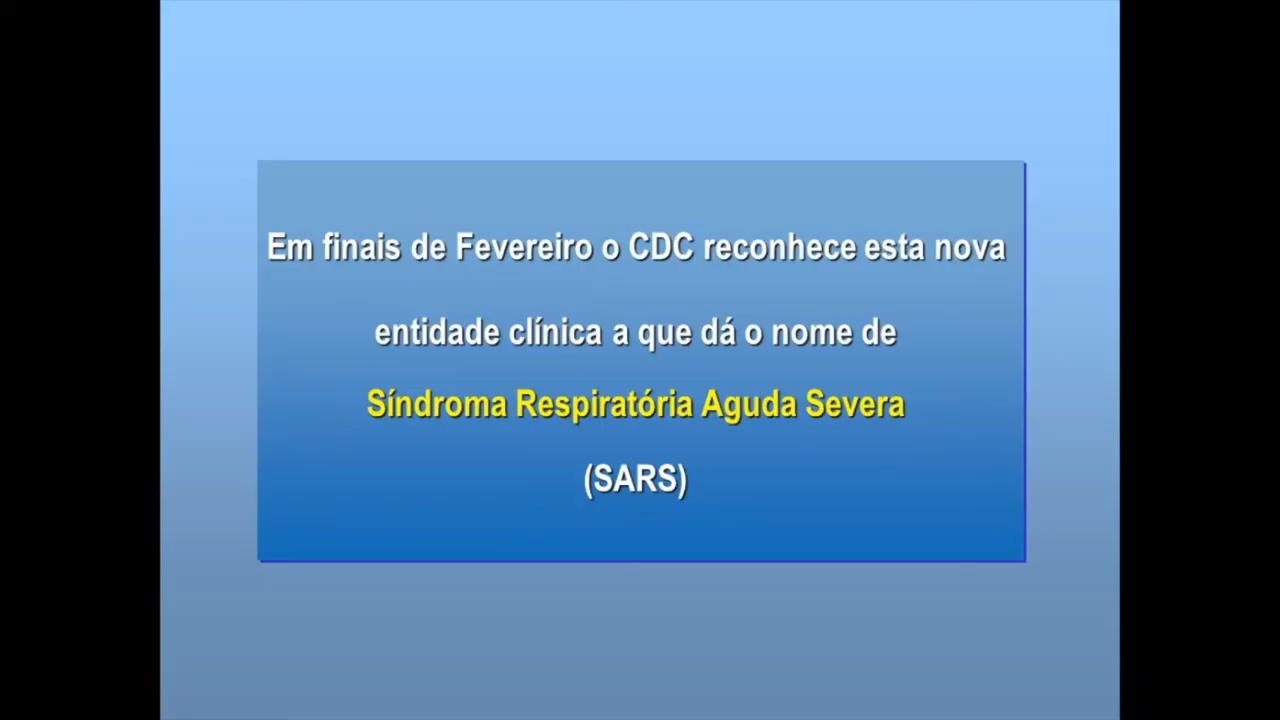 Em finais de Fevereiro o CDC reconhece esta nova
entidade clínica a que dá o nome de
Síndroma Respiratória Aguda Severa
(SARS)